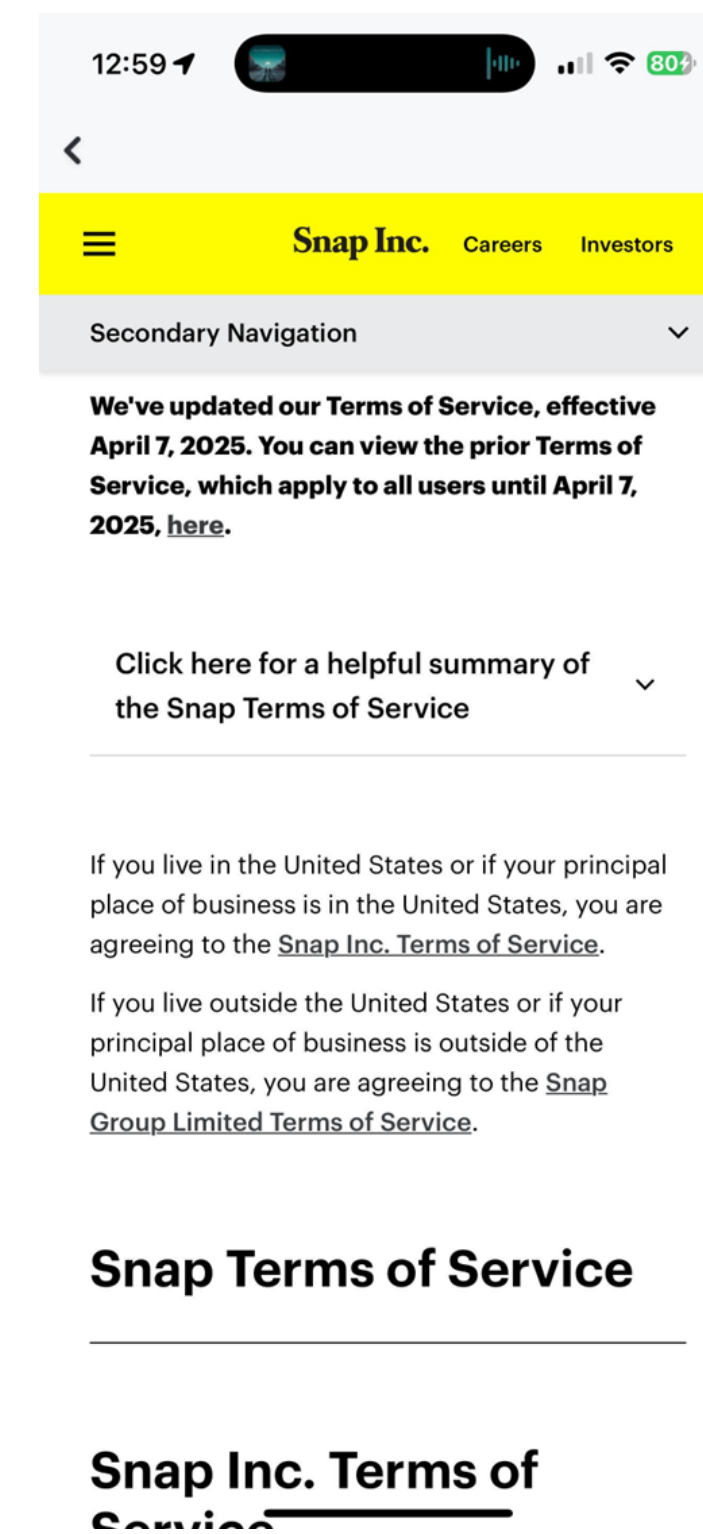 12:59
80
Snap Inc. Careers Investors
Secondary Navigation
We've updated our Terms of Service, effective
April 7, 2025. You can view the prior Terms of
Service, which apply to all users until April 7,
2025, here.
Click here for a helpful summary of
the Snap Terms of Service
If you live in the United States or if your principal
place of business is in the United States, you are
agreeing to the Snap Inc. Terms of Service.
If you live outside the United States or if your
principal place of business is outside of the
United States, you are agreeing to the Snap
Group Limited Terms of Service.
Snap Terms of Service
Snap Inc. Terms of
Service